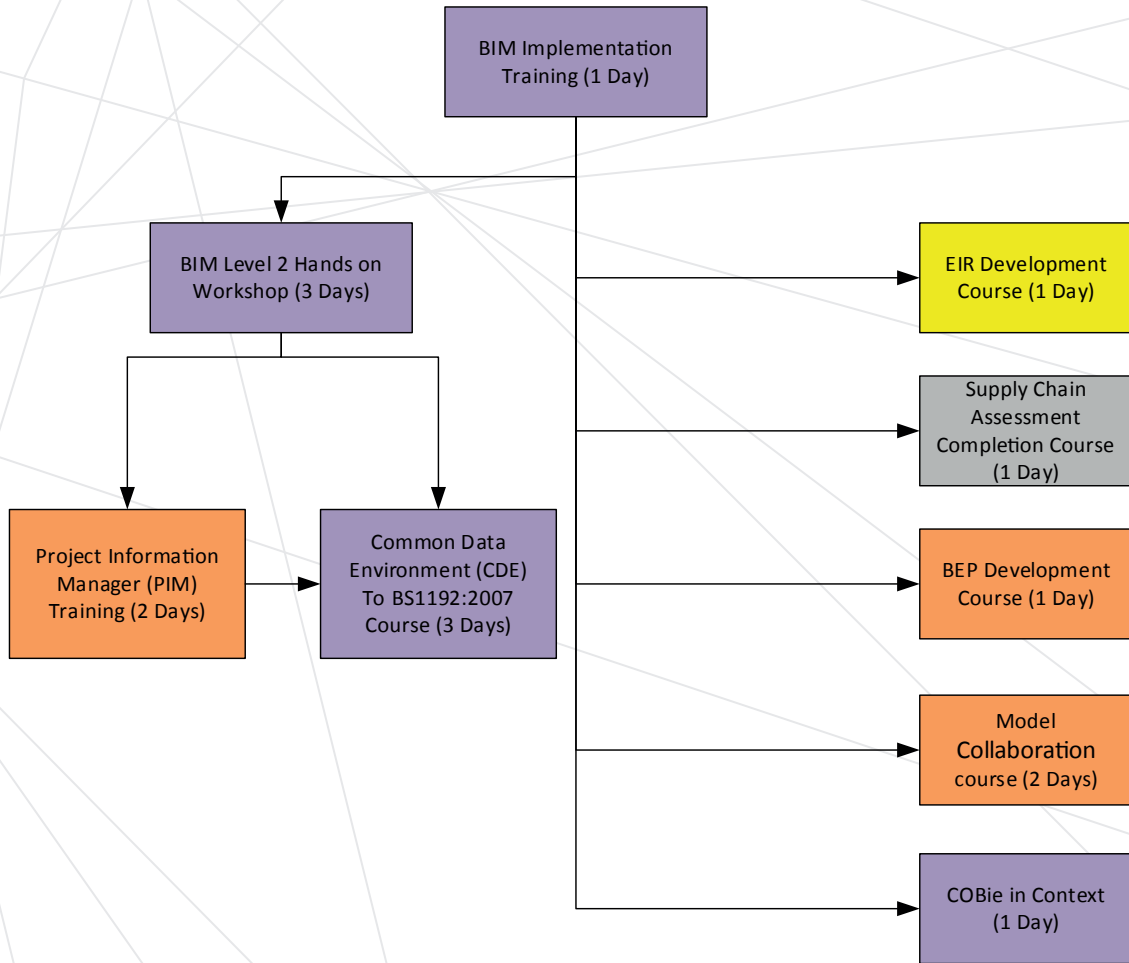 BIM Implementation
Training (1 Day)
BIM Level 2 Hands on
Workshop (3 Days)
EIR Development
Course (1 Day)
Supply Chain
Assessment
Completion Course
(1 Day)
Project Information
Manager (PIM)
Training (2 Days)
Common Data
Environment (CDE)
To BS1192:2007
Course (3 Days)
BEP Development
Course (1 Day)
Model
Collaboration
course (2 Days)
COBie in Context
(1 Day)